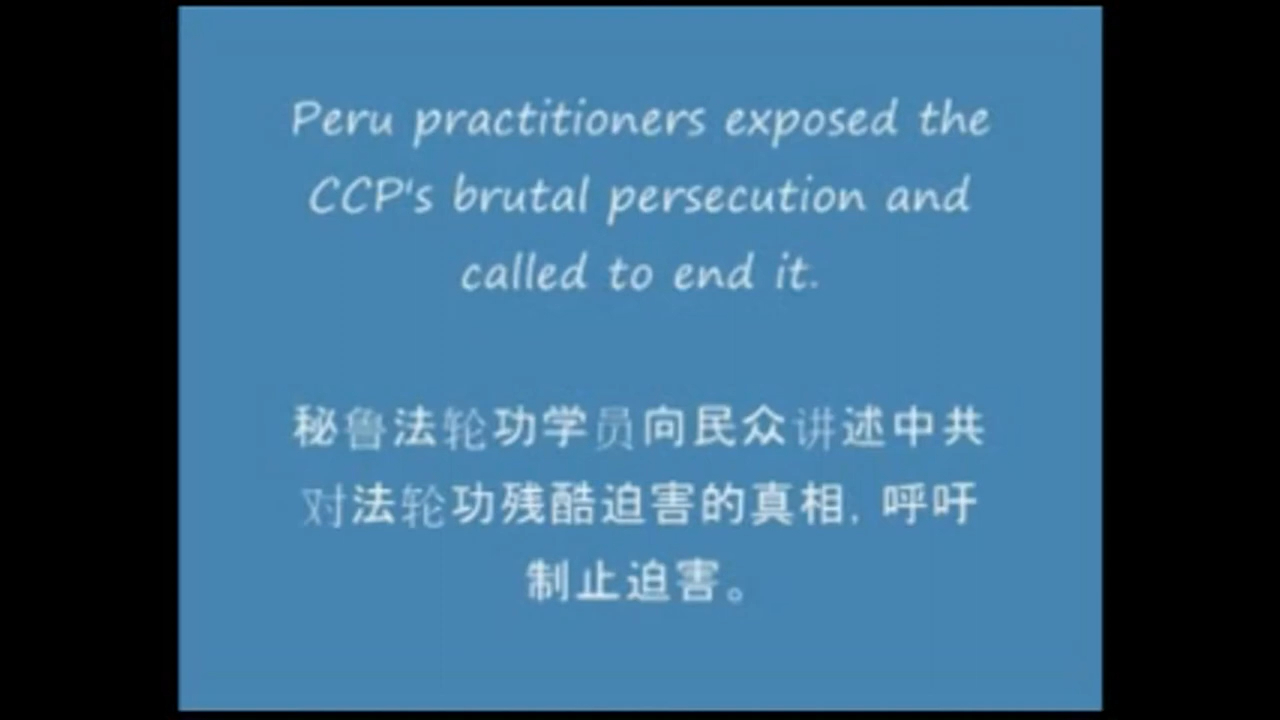 Peru practitioners exposed the
CCP's brutal persecution and
called to end it.
秘鲁法轮功学员向民众讲述中共
对法轮功残酷迫害的真相，呼吁
制止迫害。